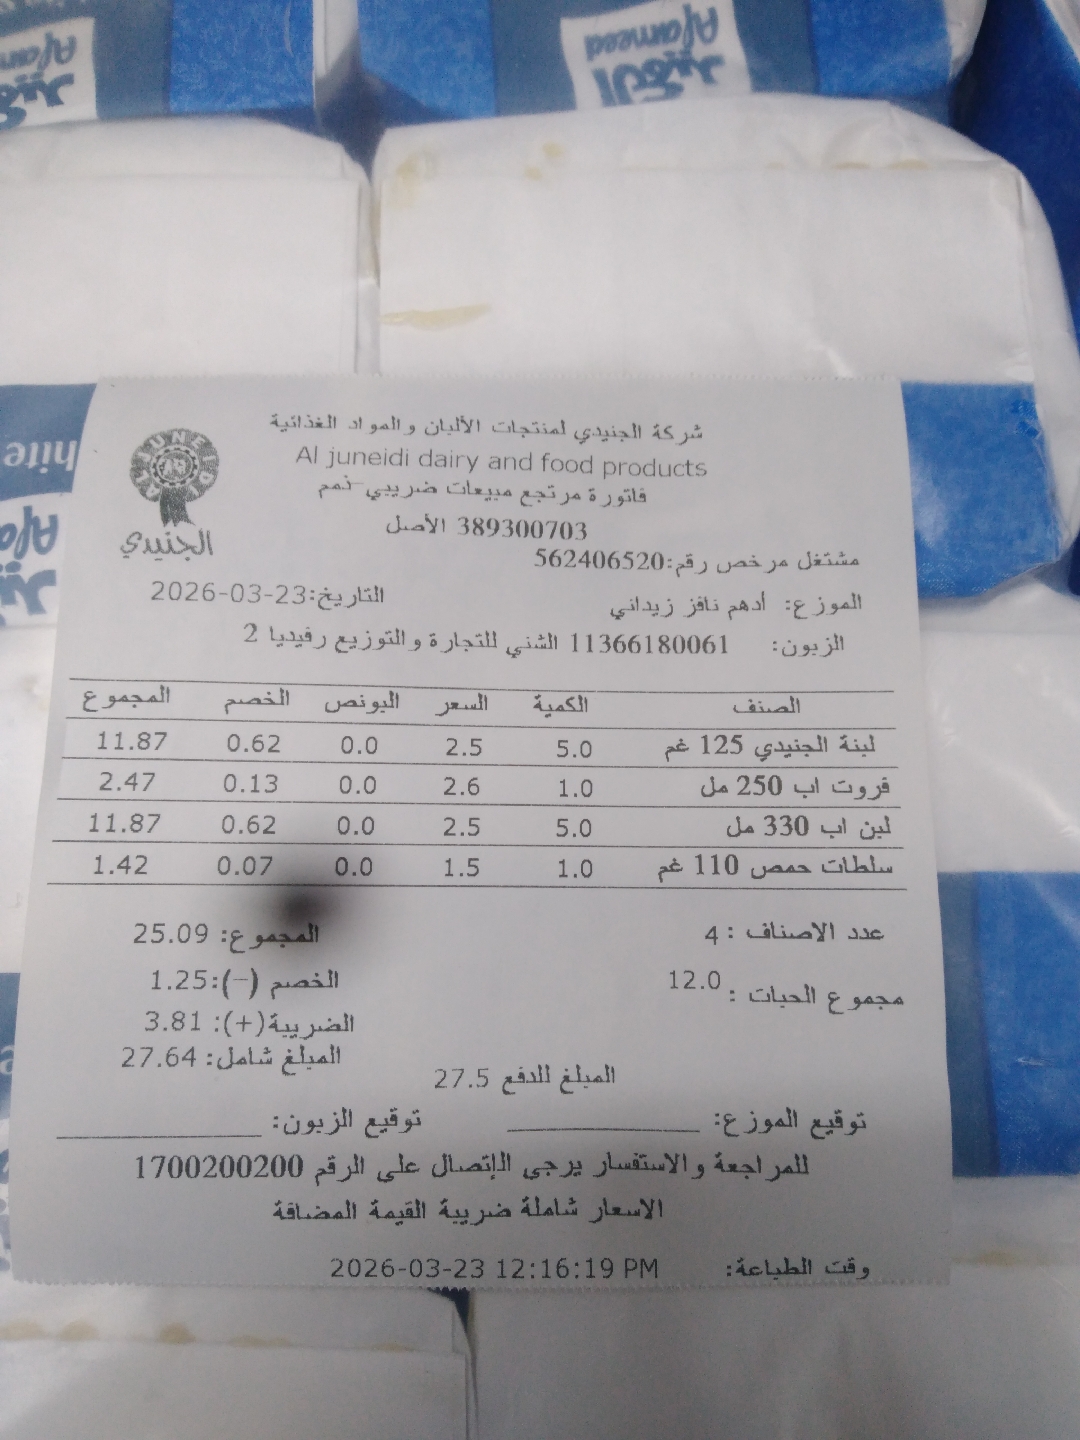 الأفيد
Afameed
شركة الجنيدي لمنتجات الألبان والمواد الغذائية
Al juneidi dairy and food products
AL JUNEIDI
الجنيدي
فاتورة مرتجع مبيعات ضريبي-ذمم
389300703 الأصل
مشتغل مرخص رقم:562406520
الموزع: أدهم نافز زيداني التاريخ:2026-03-23
الزبون: 11366180061 الشني للتجارة والتوزيع رفيديا 2
الصنف الكمية السعر البونص الخصم المجموع
لبنة الجنيدي 125 غم 5.0 2.5 0.0 0.62 11.87
فروت اب 250 مل 1.0 2.6 0.0 0.13 2.47
لبن اب 330 مل 5.0 2.5 0.0 0.62 11.87
سلطات حمص 110 غم 1.0 1.5 0.0 0.07 1.42
عدد الاصناف : 4 المجموع: 25.09
مجموع الحبات : 12.0 الخصم (-):1.25
الضريبة(+): 3.81
المبلغ شامل: 27.64
المبلغ للدفع 27.5
توقيع الموزع: توقيع الزبون:
للمراجعة والاستفسار يرجى الإتصال على الرقم 1700200200
الاسعار شاملة ضريبة القيمة المضافة
وقت الطباعة: 2026-03-23 12:16:19 PM